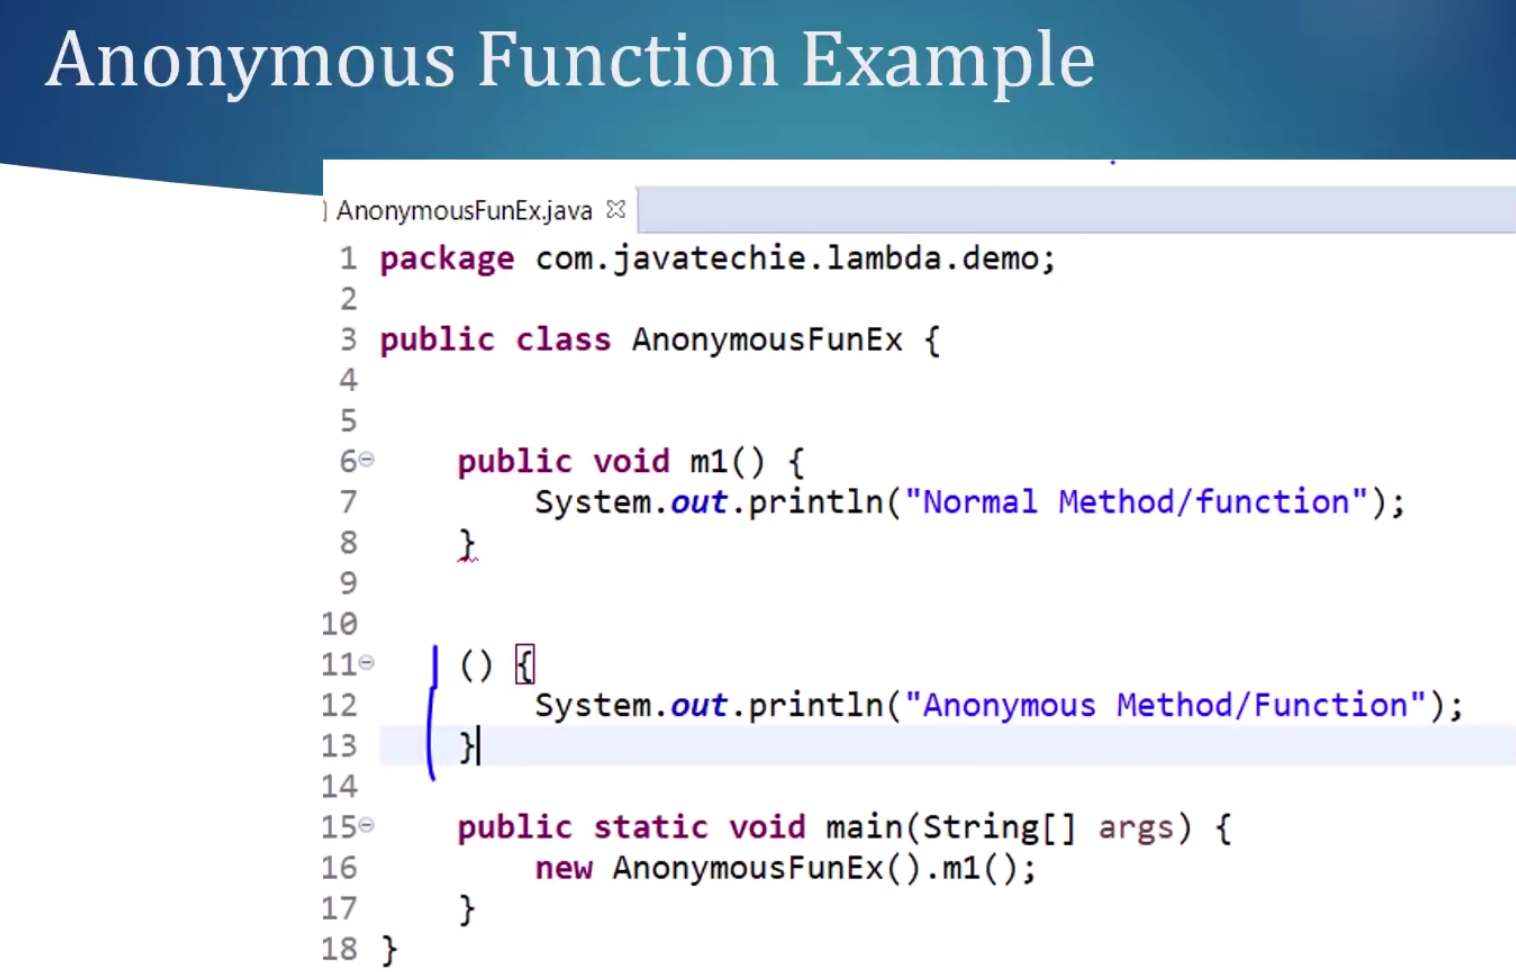 Anonymous Function Example
AnonymousFunEx.java
1 package com.javatechie.lambda.demo;
2
3 public class AnonymousFunEx {
4
5
6 public void m1() {
7 System.out.println("Normal Method/function");
8 }
9
10
11 () {
12 System.out.println("Anonymous Method/Function");
13 }
14
15 public static void main(String[] args) {
16 new AnonymousFunEx().m1();
17 }
18 }